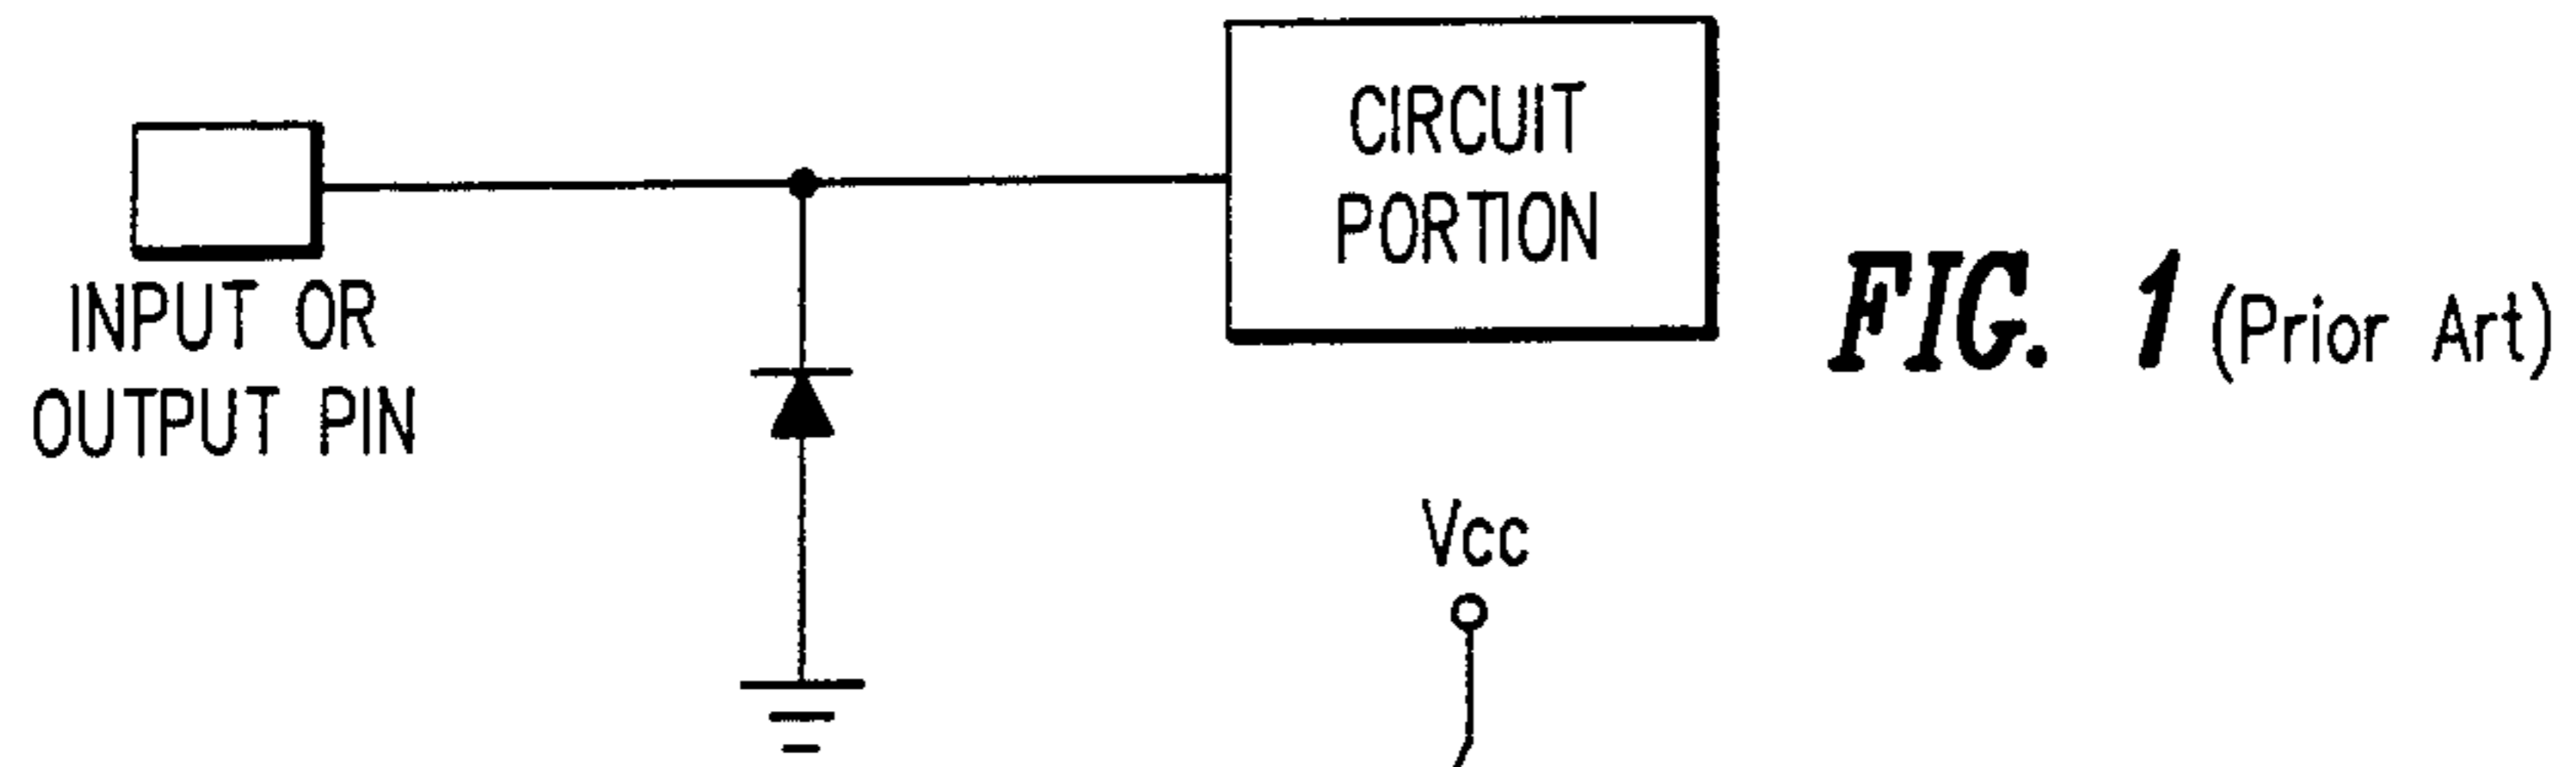 CIRCUIT
PORTION
INPUT OR
OUTPUT PIN
FIG. 1 (Prior Art)
Vcc